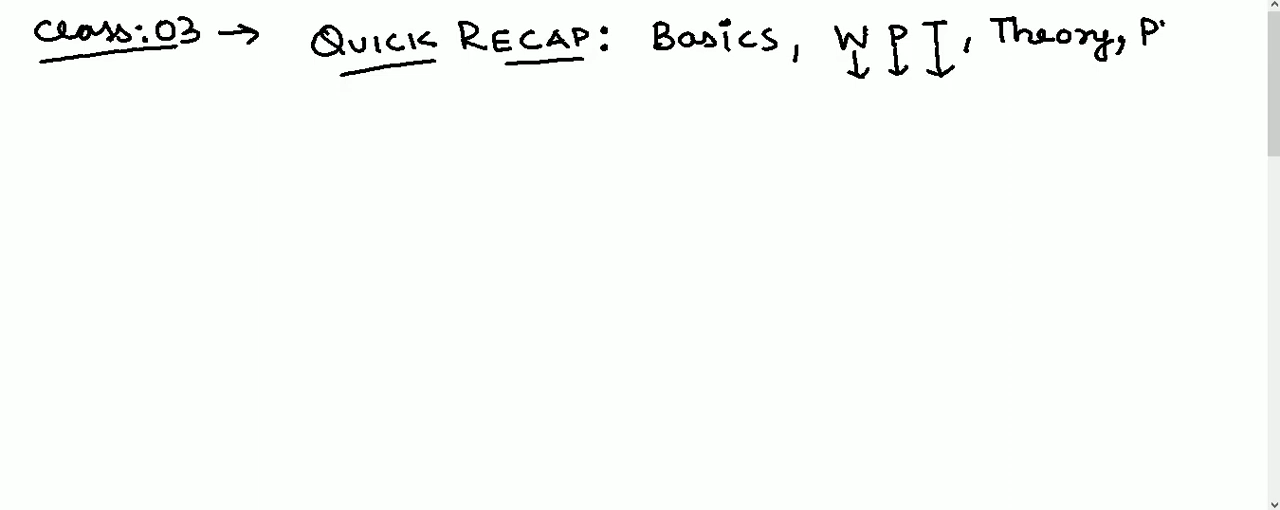 Class:03 → QUICK RECAP: Basics, W P T, Theory, P